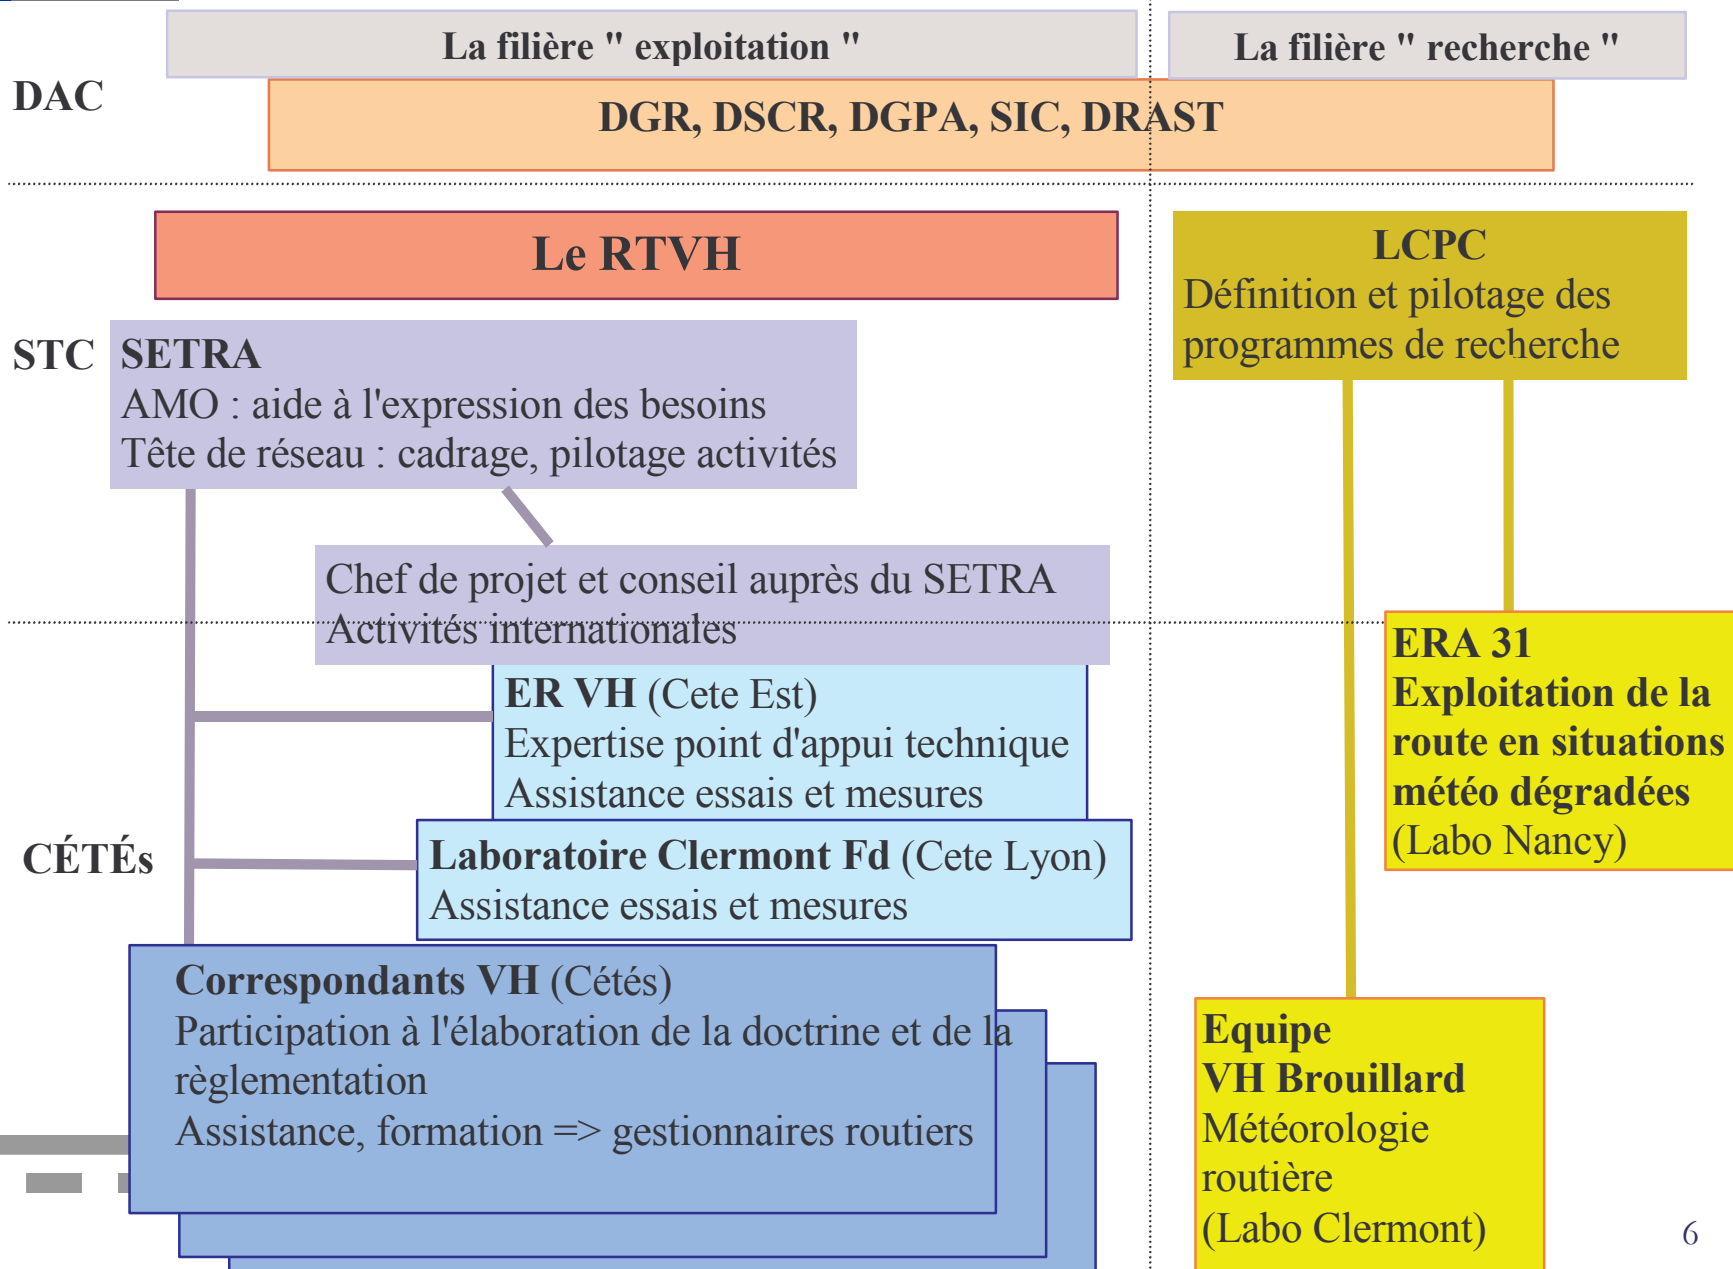 La filière " exploitation "
La filière " recherche "
DAC
DGR, DSCR, DGPA, SIC, DRAST
Le RTVH
LCPC
Définition et pilotage des
programmes de recherche
STC
SETRA
AMO : aide à l'expression des besoins
Tête de réseau : cadrage, pilotage activités
Chef de projet et conseil auprès du SETRA
Activités internationales
ER VH (Cete Est)
Expertise point d'appui technique
Assistance essais et mesures
ERA 31
Exploitation de la
route en situations
météo dégradées
(Labo Nancy)
CÉTÉs
Laboratoire Clermont Fd (Cete Lyon)
Assistance essais et mesures
Correspondants VH (Cétés)
Participation à l'élaboration de la doctrine et de la
règlementation
Assistance, formation => gestionnaires routiers
Equipe
VH Brouillard
Météorologie
routière
(Labo Clermont)
6